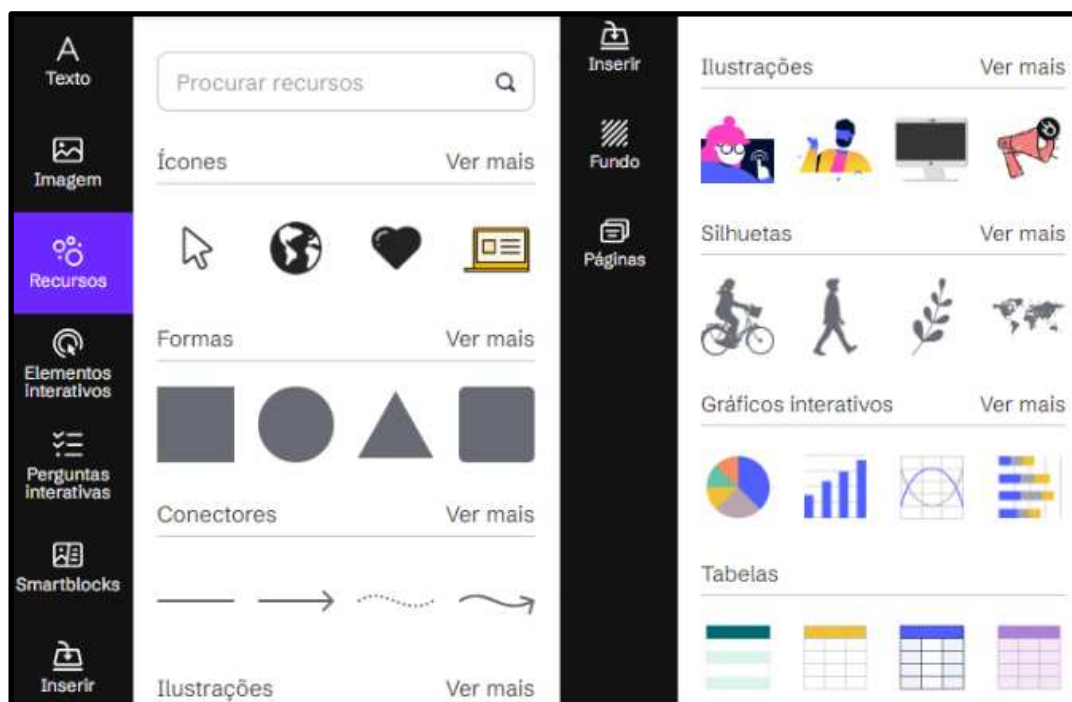 Texto
Imagem
Recursos
Elementos
interativos
Perguntas
interativas
Smartblocks
Inserir
Procurar recursos
Ícones Ver mais
Formas Ver mais
Conectores Ver mais
Ilustrações Ver mais
Inserir
Fundo
Páginas
Ilustrações Ver mais
Silhuetas Ver mais
Gráficos interativos Ver mais
Tabelas